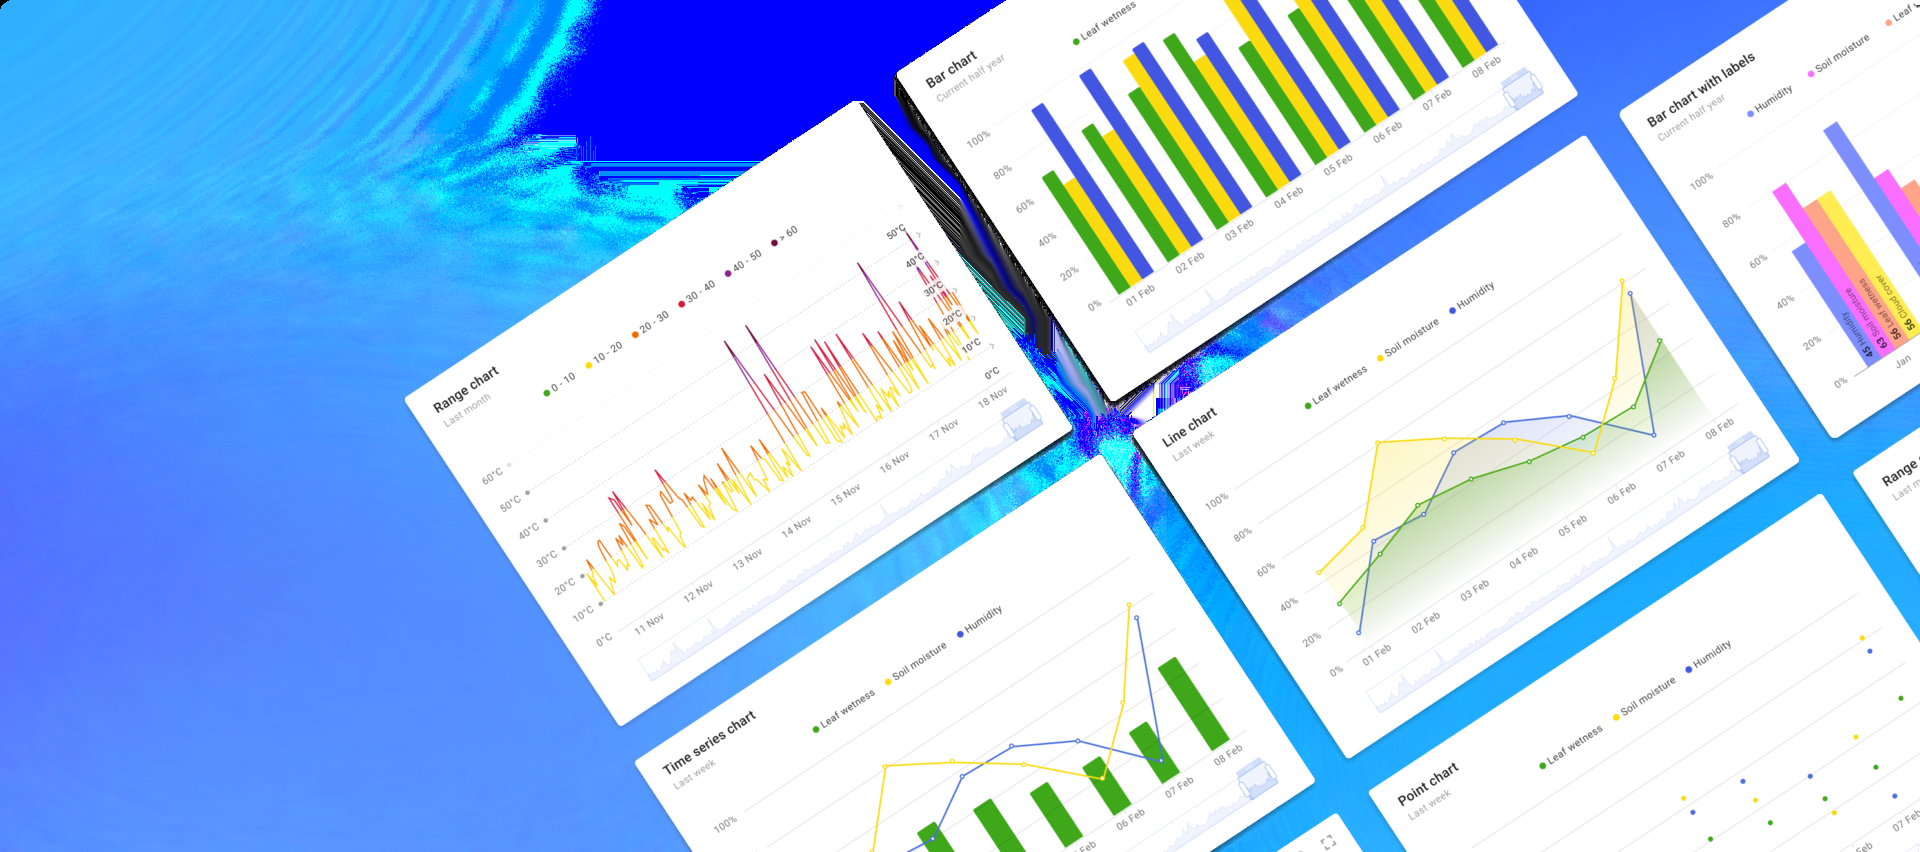 Bar chart
Current half year
Leaf wetness
100%
80%
60%
40%
20%
0%
01 Feb
02 Feb
03 Feb
04 Feb
05 Feb
06 Feb
07 Feb
08 Feb
Bar chart with labels
Current half year
Humidity
Soil moisture
100%
80%
60%
40%
20%
0%
45 Humidity
63 Soil moisture
56 Leaf wetness
56 Cloud cover
Jan
Range chart
Last month
0 - 10
10 - 20
20 - 30
30 - 40
40 - 50
> 60
60°C
50°C
40°C
30°C
20°C
10°C
0°C
50°C
40°C
30°C
20°C
10°C
0°C
11 Nov
12 Nov
13 Nov
14 Nov
15 Nov
16 Nov
17 Nov
18 Nov
Line chart
Last week
Leaf wetness
Soil moisture
Humidity
100%
80%
60%
40%
20%
0%
01 Feb
02 Feb
03 Feb
04 Feb
05 Feb
06 Feb
07 Feb
08 Feb
Range
Time series chart
Last week
Leaf wetness
Soil moisture
Humidity
100%
Feb
06 Feb
07 Feb
08 Feb
Point chart
Last week
Leaf wetness
Soil moisture
Humidity
07 Feb